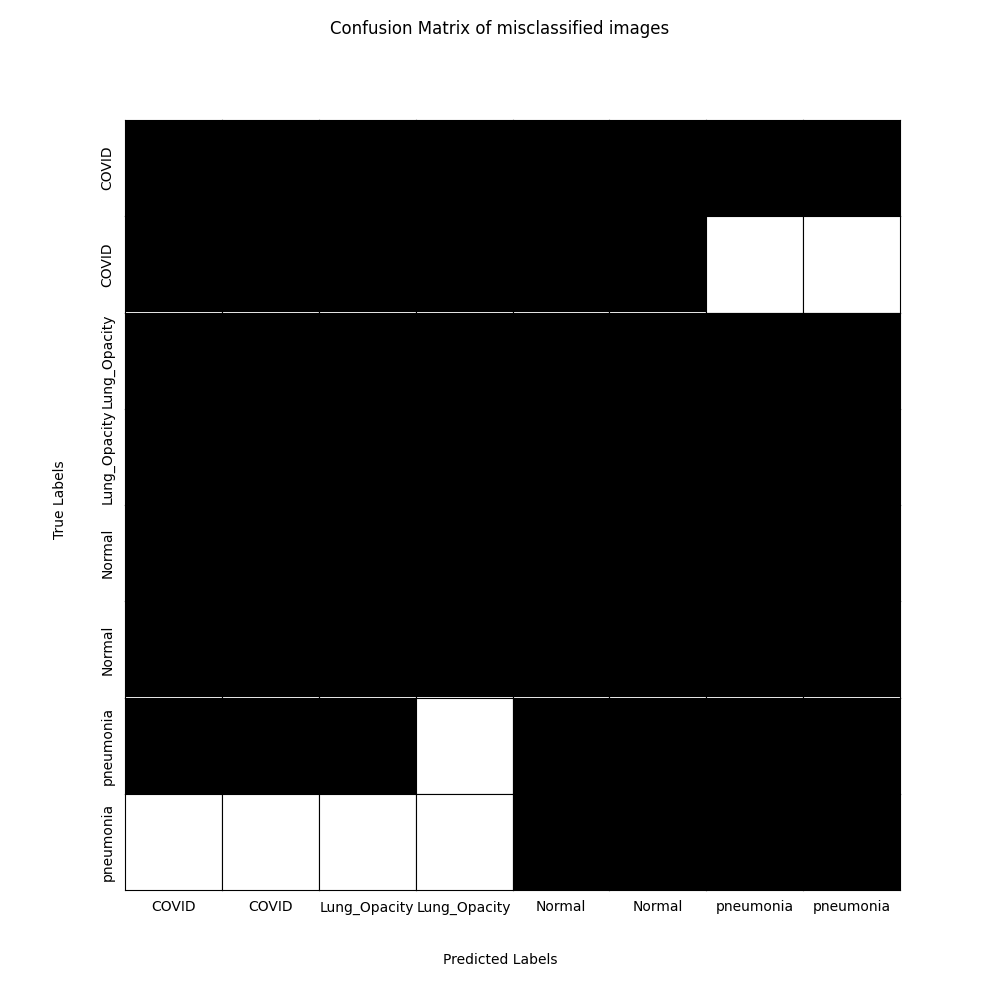 Confusion Matrix of misclassified images
True Labels
COVID
COVID
Lung_Opacity
Lung_Opacity
Normal
Normal
pneumonia
pneumonia
COVID COVID Lung_Opacity Lung_Opacity Normal Normal pneumonia pneumonia
Predicted Labels